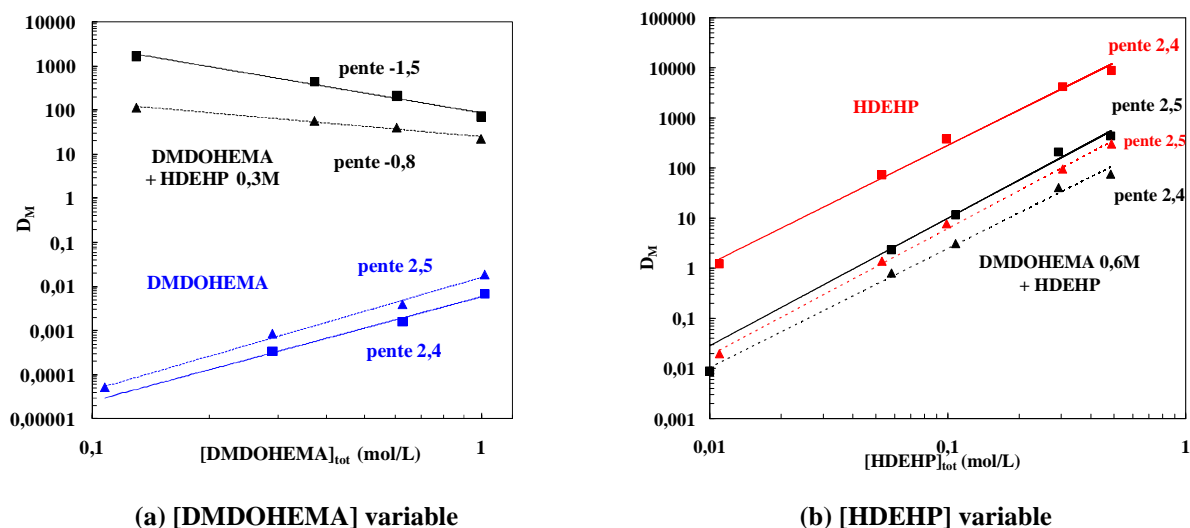 10000
1000
100
10
1
0,1
0,01
0,001
0,0001
0,00001
D_M
pente -1,5
DMDOHEMA
+ HDEHP 0,3M
pente -0,8
DMDOHEMA
pente 2,5
pente 2,4
0,1
1
[DMDOHEMA]tot (mol/L)
(a) [DMDOHEMA] variable
100000
10000
1000
100
10
1
0,1
0,01
0,001
D_M
pente 2,4
HDEHP
pente 2,5
pente 2,5
pente 2,4
DMDOHEMA 0,6M
+ HDEHP
0,01
0,1
1
[HDEHP]tot (mol/L)
(b) [HDEHP] variable